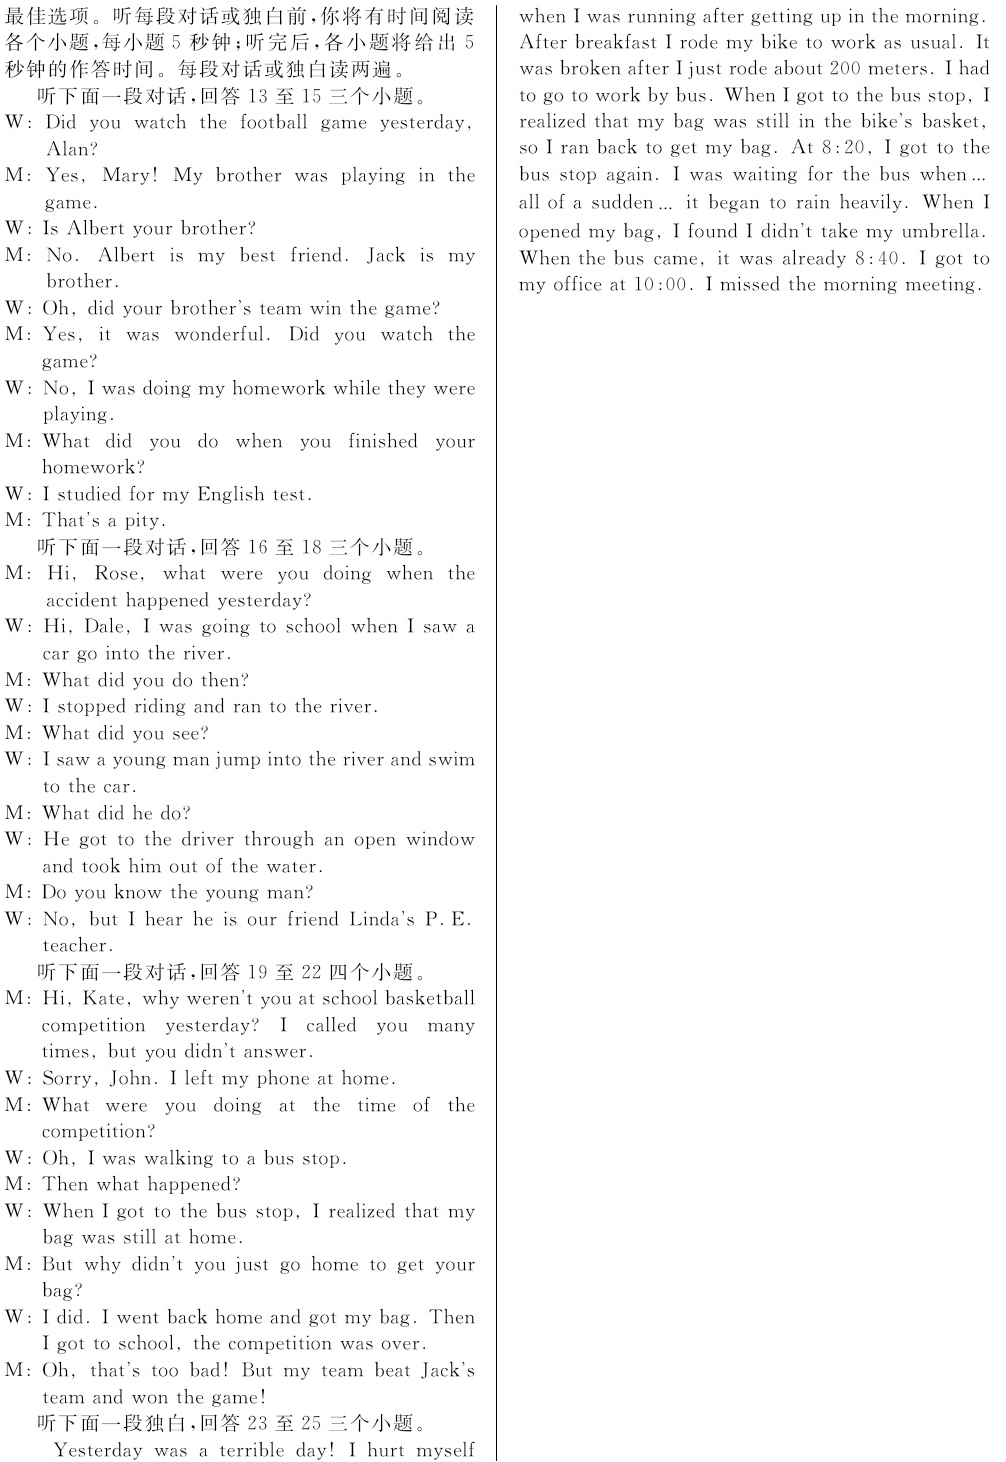 最佳选项。听每段对话或独白前,你将有时间阅读
各个小题,每小题 5 秒钟;听完后,各小题将给出 5
秒钟的作答时间。每段对话或独白读两遍。
听下面一段对话,回答 13 至 15 三个小题。
W: Did you watch the football game yesterday,
Alan?
M: Yes, Mary! My brother was playing in the
game.
W: Is Albert your brother?
M: No. Albert is my best friend. Jack is my
brother.
W: Oh, did your brother's team win the game?
M: Yes, it was wonderful. Did you watch the
game?
W: No, I was doing my homework while they were
playing.
M: What did you do when you finished your
homework?
W: I studied for my English test.
M: That's a pity.
听下面一段对话,回答 16 至 18 三个小题。
M: Hi, Rose, what were you doing when the
accident happened yesterday?
W: Hi, Dale, I was going to school when I saw a
car go into the river.
M: What did you do then?
W: I stopped riding and ran to the river.
M: What did you see?
W: I saw a young man jump into the river and swim
to the car.
M: What did he do?
W: He got to the driver through an open window
and took him out of the water.
M: Do you know the young man?
W: No, but I hear he is our friend Linda's P. E.
teacher.
听下面一段对话,回答 19 至 22 四个小题。
M: Hi, Kate, why weren't you at school basketball
competition yesterday? I called you many
times, but you didn't answer.
W: Sorry, John. I left my phone at home.
M: What were you doing at the time of the
competition?
W: Oh, I was walking to a bus stop.
M: Then what happened?
W: When I got to the bus stop, I realized that my
bag was still at home.
M: But why didn't you just go home to get your
bag?
W: I did. I went back home and got my bag. Then
I got to school, the competition was over.
M: Oh, that's too bad! But my team beat Jack's
team and won the game!
听下面一段独白,回答 23 至 25 三个小题。
Yesterday was a terrible day! I hurt myself
when I was running after getting up in the morning.
After breakfast I rode my bike to work as usual. It
was broken after I just rode about 200 meters. I had
to go to work by bus. When I got to the bus stop, I
realized that my bag was still in the bike's basket,
so I ran back to get my bag. At 8:20, I got to the
bus stop again. I was waiting for the bus when...
all of a sudden... it began to rain heavily. When I
opened my bag, I found I didn't take my umbrella.
When the bus came, it was already 8:40. I got to
my office at 10:00. I missed the morning meeting.